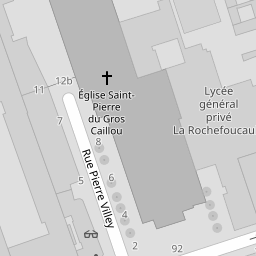 12b
11
Église Saint-
Pierre
du Gros
Caillou
Lycée
général
privé
La Rochefoucau
7
8
Rue Pierre Villey
5
6
4
2
92